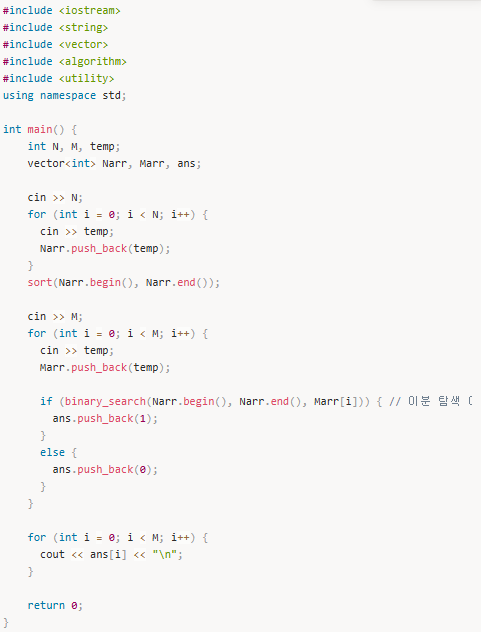 #include <iostream>
#include <string>
#include <vector>
#include <algorithm>
#include <utility>
using namespace std;

int main() {
    int N, M, temp;
    vector<int> Narr, Marr, ans;

    cin >> N;
    for (int i = 0; i < N; i++) {
      cin >> temp;
      Narr.push_back(temp);
    }
    sort(Narr.begin(), Narr.end());

    cin >> M;
    for (int i = 0; i < M; i++) {
      cin >> temp;
      Marr.push_back(temp);

      if (binary_search(Narr.begin(), Narr.end(), Marr[i])) { // 이분 탐색
        ans.push_back(1);
      }
      else {
        ans.push_back(0);
      }
    }

    for (int i = 0; i < M; i++) {
      cout << ans[i] << "\n";
    }

    return 0;
}